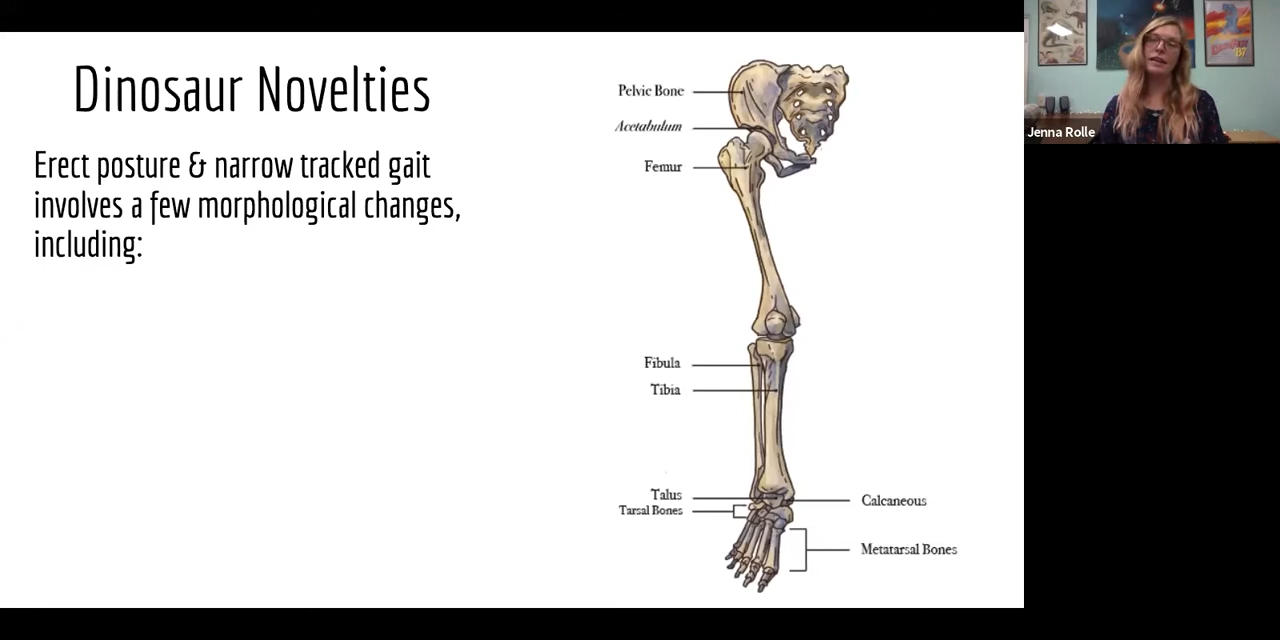 Dinosaur Novelties
Erect posture & narrow tracked gait
involves a few morphological changes,
including:
Pelvic Bone
Acetabulum
Femur
Fibula
Tibia
Talus
Tarsal Bones
Calcaneous
Metatarsal Bones
Jenna Rolle